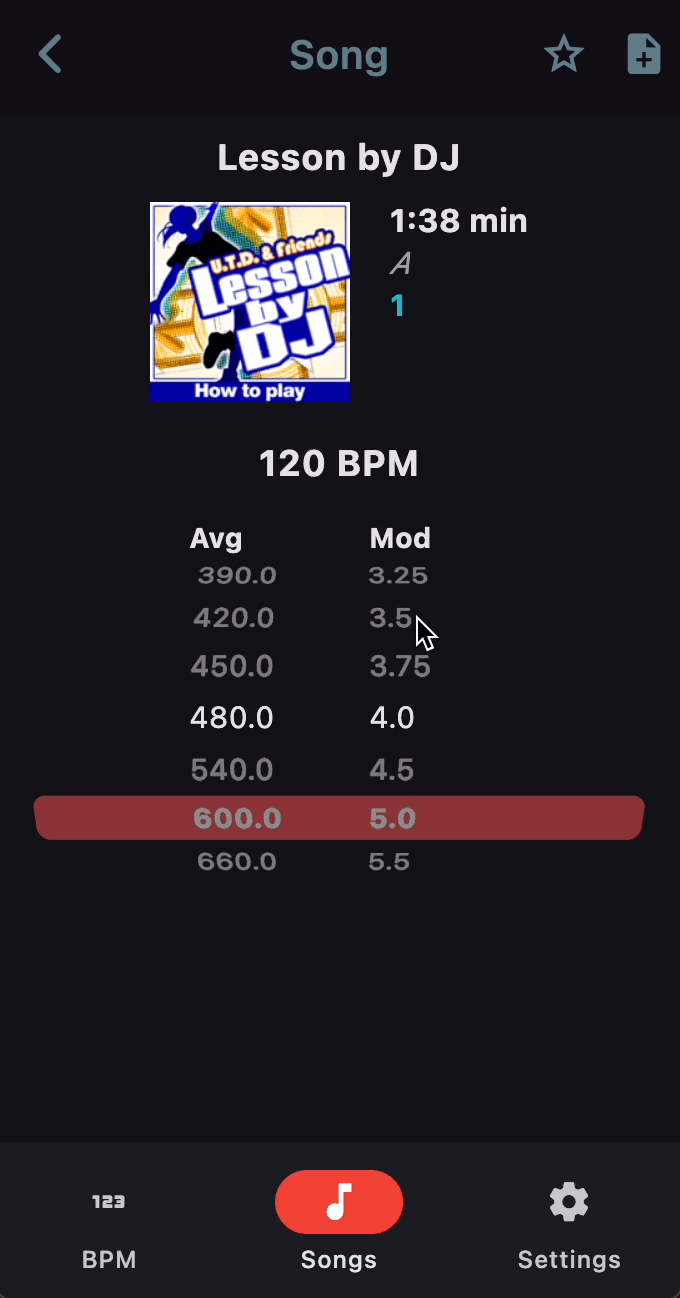 Song
Lesson by DJ
U.T.D. & Friends
Lesson
by
DJ
How to play
1:38 min
A
1
120 BPM
Avg Mod
390.0 3.25
420.0 3.5
450.0 3.75
480.0 4.0
540.0 4.5
600.0 5.0
660.0 5.5
123
BPM Songs Settings